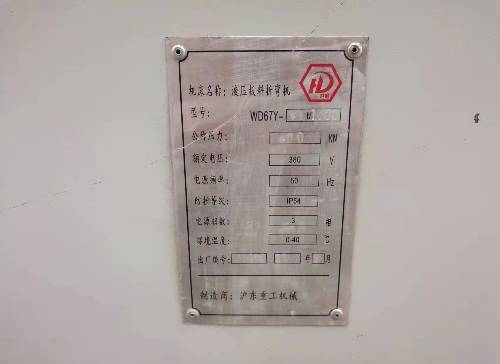 机床名称：液压板料折弯机
型号： WD67Y-
公称压力： KN
额定电压： 380 V
电源频率： 50 Hz
防护等级： IP54
电源相数： 3 相
环境温度： 0-40 ℃
出厂编号： 年 月
制造商：沪东重工机械